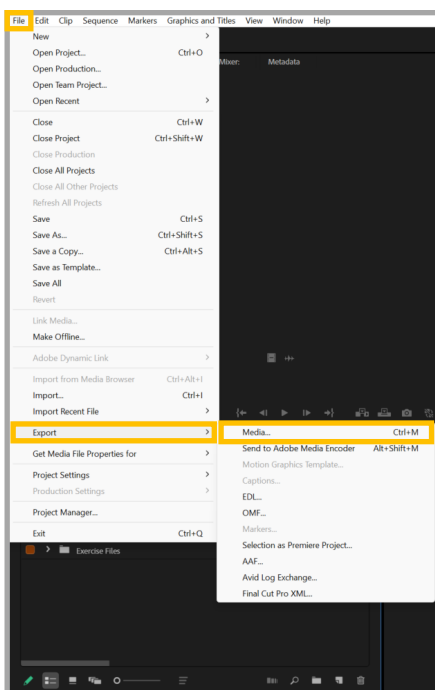 File Edit Clip Sequence Markers Graphics and Titles View Window Help
New
Open Project... Ctrl+O
Open Production...
Open Team Project...
Open Recent
Close Ctrl+W
Close Project Ctrl+Shift+W
Close Production
Close All Projects
Close All Other Projects
Refresh All Projects
Save Ctrl+S
Save As... Ctrl+Shift+S
Save a Copy... Ctrl+Alt+S
Save as Template...
Save All
Revert
Link Media...
Make Offline...
Adobe Dynamic Link
Import from Media Browser Ctrl+Alt+I
Import... Ctrl+I
Import Recent File
Export
Get Media File Properties for
Project Settings
Production Settings
Project Manager...
Exit Ctrl+Q
Mixer: Metadata
Media... Ctrl+M
Send to Adobe Media Encoder Alt+Shift+M
Motion Graphics Template...
Captions...
EDL...
OMF...
Markers...
Selection as Premiere Project...
AAF...
Avid Log Exchange...
Final Cut Pro XML...
Exercise Files